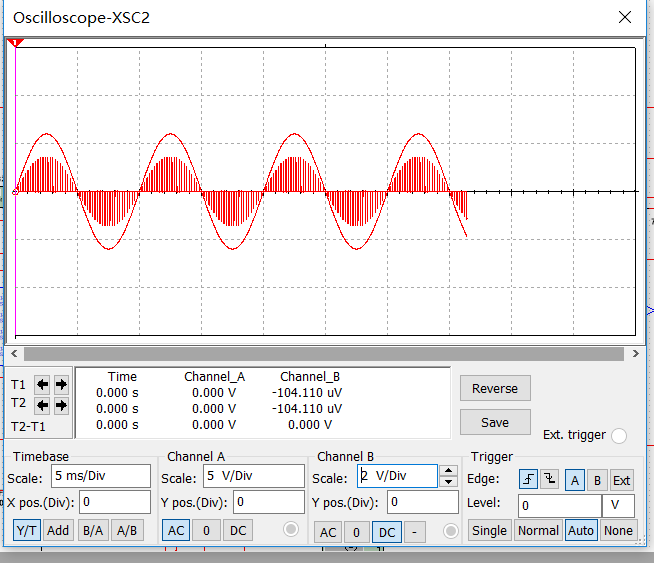 Oscilloscope-XSC2
1
Time Channel_A Channel_B
T1 0.000 s 0.000 V -104.110 uV
T2 0.000 s 0.000 V -104.110 uV
T2-T1 0.000 s 0.000 V 0.000 V
Reverse
Save
Ext. trigger
Timebase
Scale: 5 ms/Div
X pos.(Div): 0
Y/T Add B/A A/B
Channel A
Scale: 5 V/Div
Y pos.(Div): 0
AC 0 DC
Channel B
Scale: 2 V/Div
Y pos.(Div): 0
AC 0 DC -
Trigger
Edge: A B Ext
Level: 0 V
Single Normal Auto None